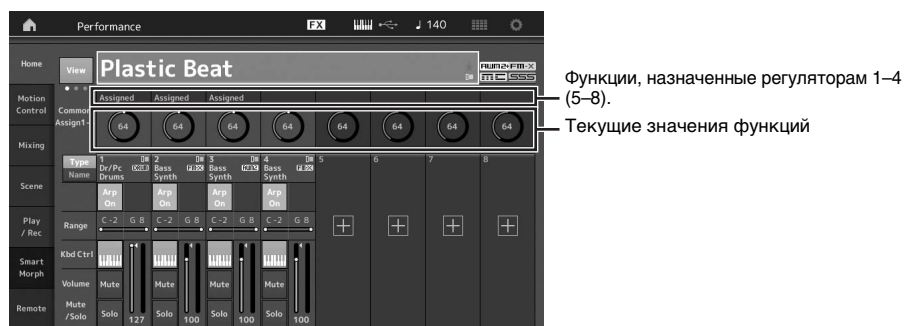 Performance FX 140
Home
View
Plastic Beat
AWM2+FM-X
MC SSS
Функции, назначенные регуляторам 1–4
(5–8).
Motion
Control
Common
Assign1-
Assigned Assigned Assigned
64 64 64 64 64 64 64 64
Текущие значения функций
Mixing
Type
Name
1
Dr/Pc
Drums
2
Bass
Synth
3
Bass
Synth
4
Bass
Synth
5 6 7 8
Scene
Arp
On
Arp
On
Arp
On
Arp
On
Play
/ Rec
Range
C -2 G 8 C -2 G 8 C -2 G 8 C -2 G 8
Smart
Morph
Kbd Ctrl
Volume
Mute Mute Mute Mute
Remote
Mute
/Solo
Solo 127 Solo 100 Solo 100 Solo 100